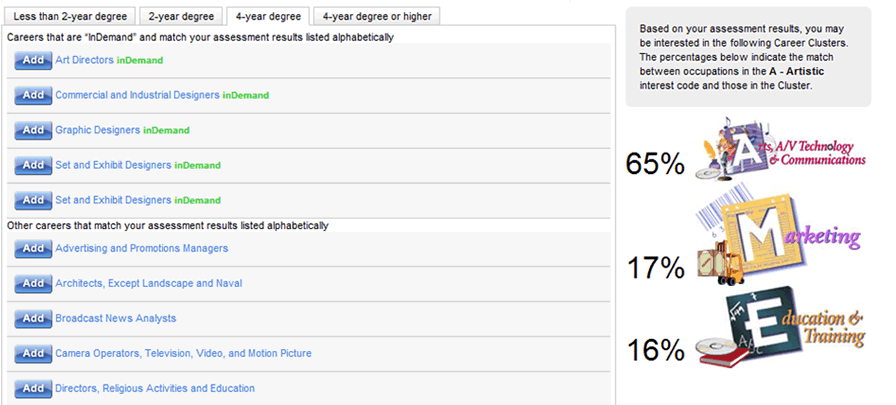 Less than 2-year degree
2-year degree
4-year degree
4-year degree or higher
Careers that are “InDemand” and match your assessment results listed alphabetically
Add Art Directors inDemand
Add Commercial and Industrial Designers inDemand
Add Graphic Designers inDemand
Add Set and Exhibit Designers inDemand
Add Set and Exhibit Designers inDemand
Other careers that match your assessment results listed alphabetically
Add Advertising and Promotions Managers
Add Architects, Except Landscape and Naval
Add Broadcast News Analysts
Add Camera Operators, Television, Video, and Motion Picture
Add Directors, Religious Activities and Education
Based on your assessment results, you may
be interested in the following Career Clusters.
The percentages below indicate the match
between occupations in the A - Artistic
interest code and those in the Cluster.
65%
Arts, A/V Technology
& Communications
17%
Marketing
16%
Education &
Training
ABC